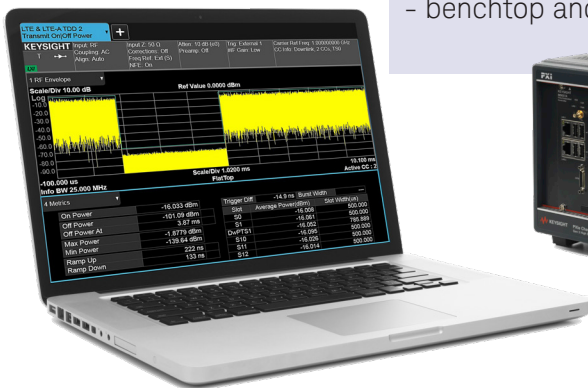 - benchtop and
LTE & LTE-A TDD 2
Transmit On|Off Power
+
KEYSIGHT Input: RF
Coupling: AC
Align: Auto
Input Z: 50 Ω
Corrections: Off
Freq Ref: Ext (S)
NFE: On
Atten: 10 dB (e8)
Preamp: Off
Trig: External 1
#IF Gain: Low
Center/Ref Freq: 1.000000000 GHz
CC Info: Downlink, 2 CCs, TS0
1 RF Envelope
Scale/Div 10.00 dB
Ref Value 0.0000 dBm
Log
-10.0
-20.0
-30.0
-40.0
-50.0
-60.0
-70.0
-80.0
-90.0
-100.000 us
Info BW 25.000 MHz
Scale/Div 1.0200 ms
FlatTop
10.100 ms
Active CC : 2
4 Metrics
On Power -16.033 dBm
Off Power -101.09 dBm
Off Power At 3.87 ms
Max Power -1.8779 dBm
Min Power -139.64 dBm
Ramp Up 222 ns
Ramp Down 133 ns
Trigger Diff -14.9 ns Burst Width ---
Slot Average Power(dBm) Slot Width(us)
S0 -16.006 500.000
S1 -16.061 500.000
DwPTS1 -16.052
S10 -16.095 500.000
S11 -16.026 500.000
S12 -16.014 500.000
PXI
KEYSIGHT